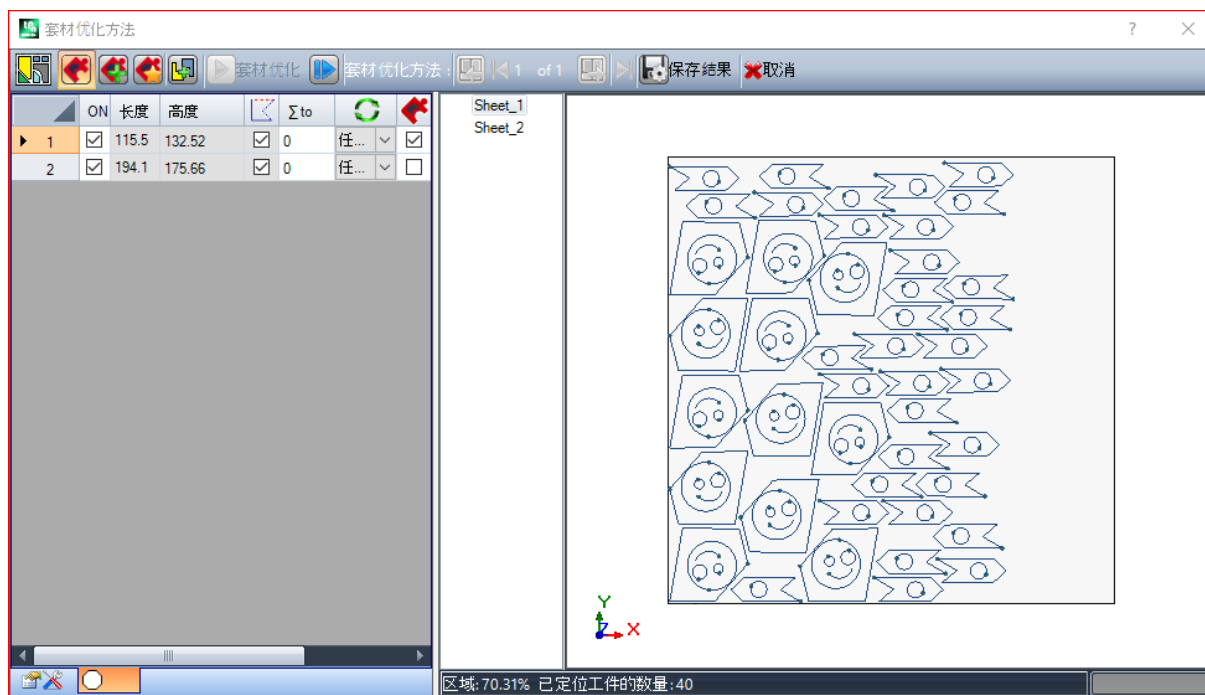 套材优化方法
?
套材优化 套材优化方法: 1 of 1 保存结果 取消
ON 长度 高度 Σto
1 115.5 132.52 0 任...
2 194.1 175.66 0 任...
Sheet_1
Sheet_2
Y
Z X
区域:70.31% 已定位工件的数量:40